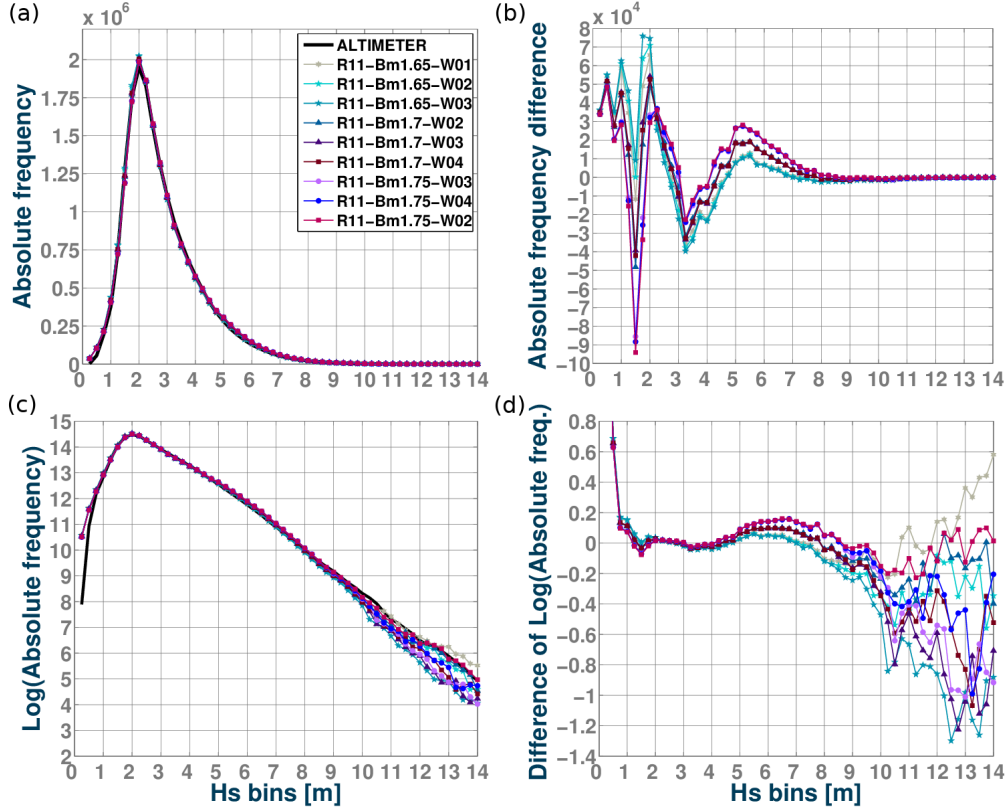 (a)
x 10^6
2
1.75
1.5
1.25
1
0.75
0.5
0.25
0
Absolute frequency
0 1 2 3 4 5 6 7 8 9 10 11 12 13 14
ALTIMETER
R11-Bm1.65-W01
R11-Bm1.65-W02
R11-Bm1.65-W03
R11-Bm1.7-W02
R11-Bm1.7-W03
R11-Bm1.7-W04
R11-Bm1.75-W03
R11-Bm1.75-W04
R11-Bm1.75-W02
(b)
x 10^4
8
7
6
5
4
3
2
1
0
-1
-2
-3
-4
-5
-6
-7
-8
-9
-10
Absolute frequency difference
0 1 2 3 4 5 6 7 8 9 10 11 12 13 14
(c)
15
14
13
12
11
10
9
8
7
6
5
4
3
2
Log(Absolute frequency)
0 1 2 3 4 5 6 7 8 9 10 11 12 13 14
Hs bins [m]
(d)
0.8
0.6
0.4
0.2
0
-0.2
-0.4
-0.6
-0.8
-1
-1.2
-1.4
Difference of Log(Absolute freq.)
0 1 2 3 4 5 6 7 8 9 10 11 12 13 14
Hs bins [m]